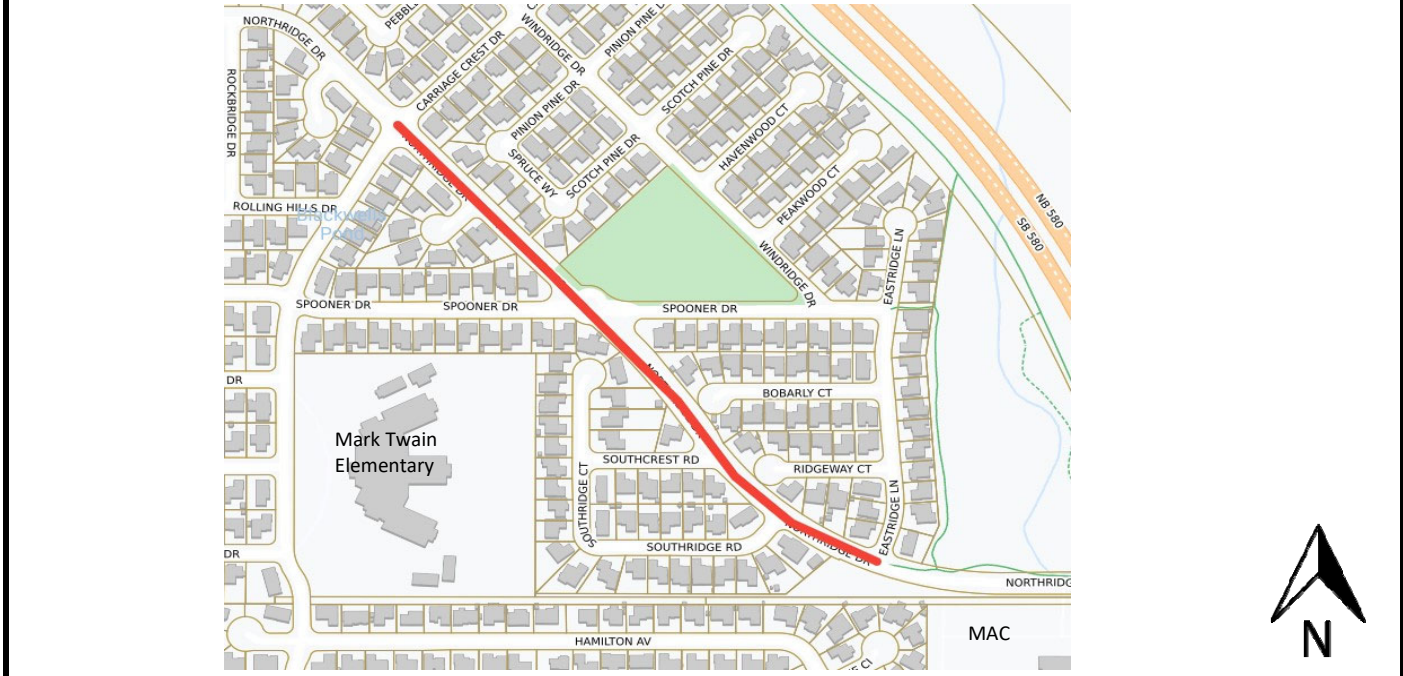 NORTHRIDGE DR
CARRIAGE CREST DR
WINDRIDGE DR
PINION PINE DR
SCOTCH PINE DR
ROCKBRIDGE DR
PINION PINE DR
HAVENWOOD CT
SPRUCE WY
SCOTCH PINE DR
NORTHRIDGE DR
PEAKWOOD CT
ROLLING HILLS DR
NB 580
SB 580
WINDRIDGE DR
EASTRIDGE LN
SPOONER DR
SPOONER DR
SPOONER DR
DR
BOBARLY CT
Mark Twain
Elementary
SOUTHCREST RD
RIDGEWAY CT
SOUTHRIDGE CT
EASTRIDGE LN
SOUTHRIDGE RD
NORTHRIDGE DR
DR
NORTHRIDG
HAMILTON AV
MAC
N